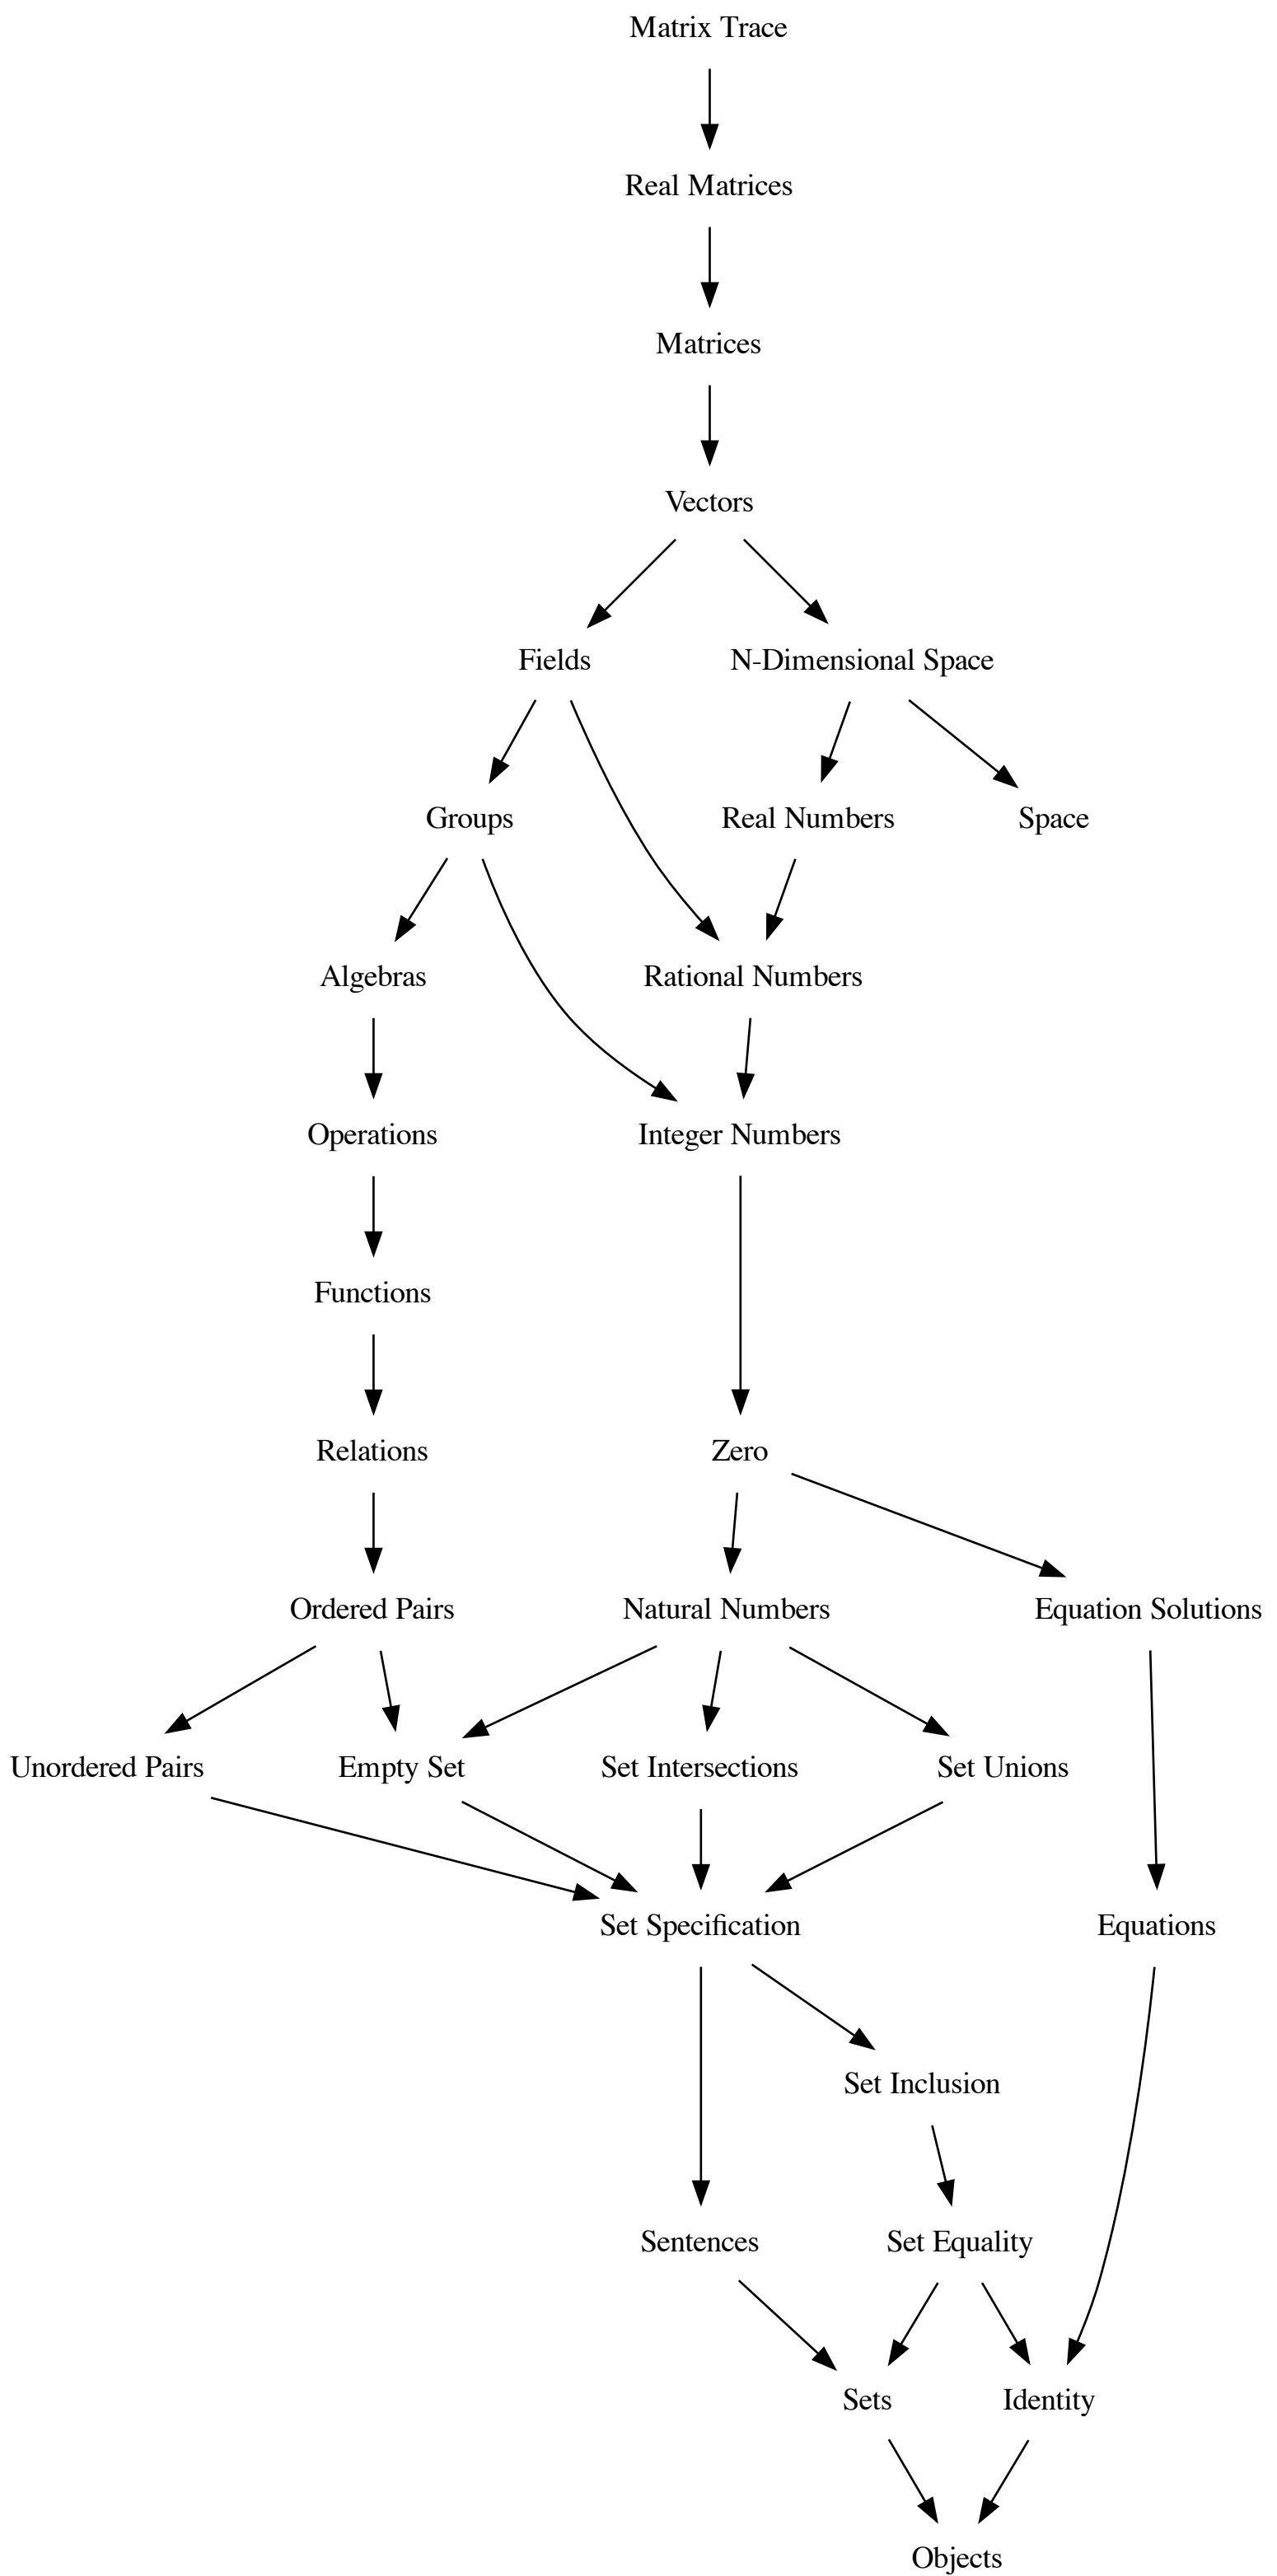 Matrix Trace
Real Matrices
Matrices
Vectors
Fields
N-Dimensional Space
Groups
Real Numbers
Space
Algebras
Rational Numbers
Operations
Integer Numbers
Functions
Relations
Zero
Ordered Pairs
Natural Numbers
Equation Solutions
Unordered Pairs
Empty Set
Set Intersections
Set Unions
Set Specification
Equations
Set Inclusion
Sentences
Set Equality
Sets
Identity
Objects